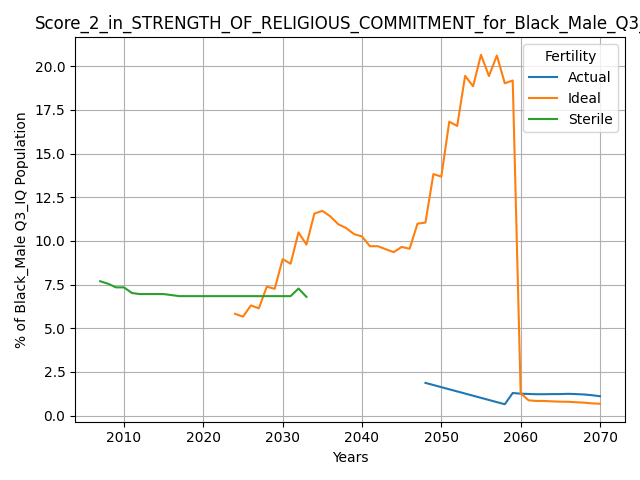 Score_2_in_STRENGTH_OF_RELIGIOUS_COMMITMENT_for_Black_Male_Q3_
Fertility
Actual
Ideal
Sterile
% of Black_Male Q3_IQ Population
20.0
17.5
15.0
12.5
10.0
7.5
5.0
2.5
0.0
2010 2020 2030 2040 2050 2060 2070
Years